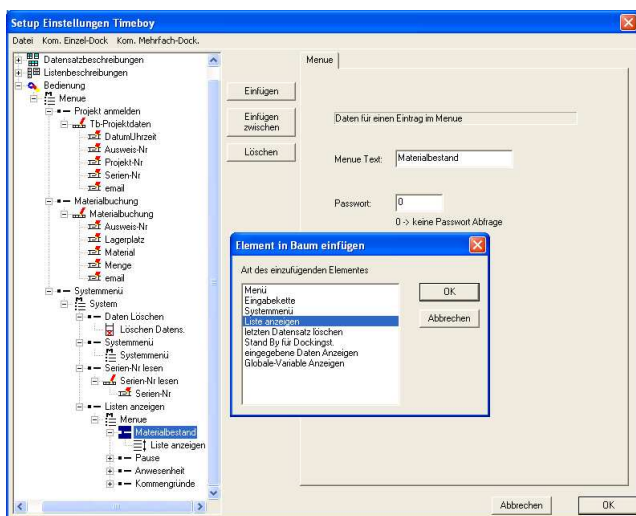 Setup Einstellungen Timeboy
Datei Kom. Einzel-Dock Kom. Mehrfach-Dock.
Datensatzbeschreibungen
Listenbeschreibungen
Bedienung
Menue
Projekt anmelden
Tb-Projektdaten
DatumUhrzeit
Ausweis-Nr
Projekt-Nr
Serien-Nr
email
Materialbuchung
Materialbuchung
Ausweis-Nr
Lagerplatz
Material
Menge
email
Systemmenü
System
Daten Löschen
Löschen Datens.
Systemmenü
Systemmenü
Serien-Nr lesen
Serien-Nr lesen
Serien-Nr
Listen anzeigen
Menue
Materialbestand
Liste anzeigen
Pause
Anwesenheit
Kommengründe
Einfügen
Einfügen
zwischen
Löschen
Menue
Daten für einen Eintrag im Menue
Menue Text: Materialbestand
Passwort: 0
0 -> keine Passwort Abfrage
Element in Baum einfügen
Art des einzufügenden Elementes
Menü
Eingabekette
Systemmenü
Liste anzeigen
letzten Datensatz löschen
Stand By für Dockingst.
eingegebene Daten Anzeigen
Globale-Variable Anzeigen
OK
Abbrechen
Abbrechen
OK